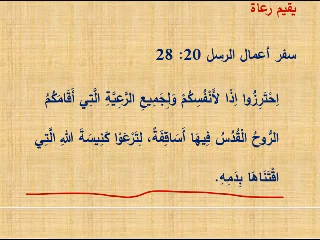 يقيم رعاة
سفر أعمال الرسل 20: 28
اِحْتَرِزُوا اِذًا لأَنْفُسِكُمْ وَلِجَمِيعِ الرَّعِيَّةِ الَّتِي أَقَامَكُمُ
الرُّوحُ الْقُدُسُ فِيهَا أَسَاقِفَةً، لِتَرْعَوْا كَنِيسَةَ اللهِ الَّتِي
اقْتَنَاهَا بِدَمِهِ.